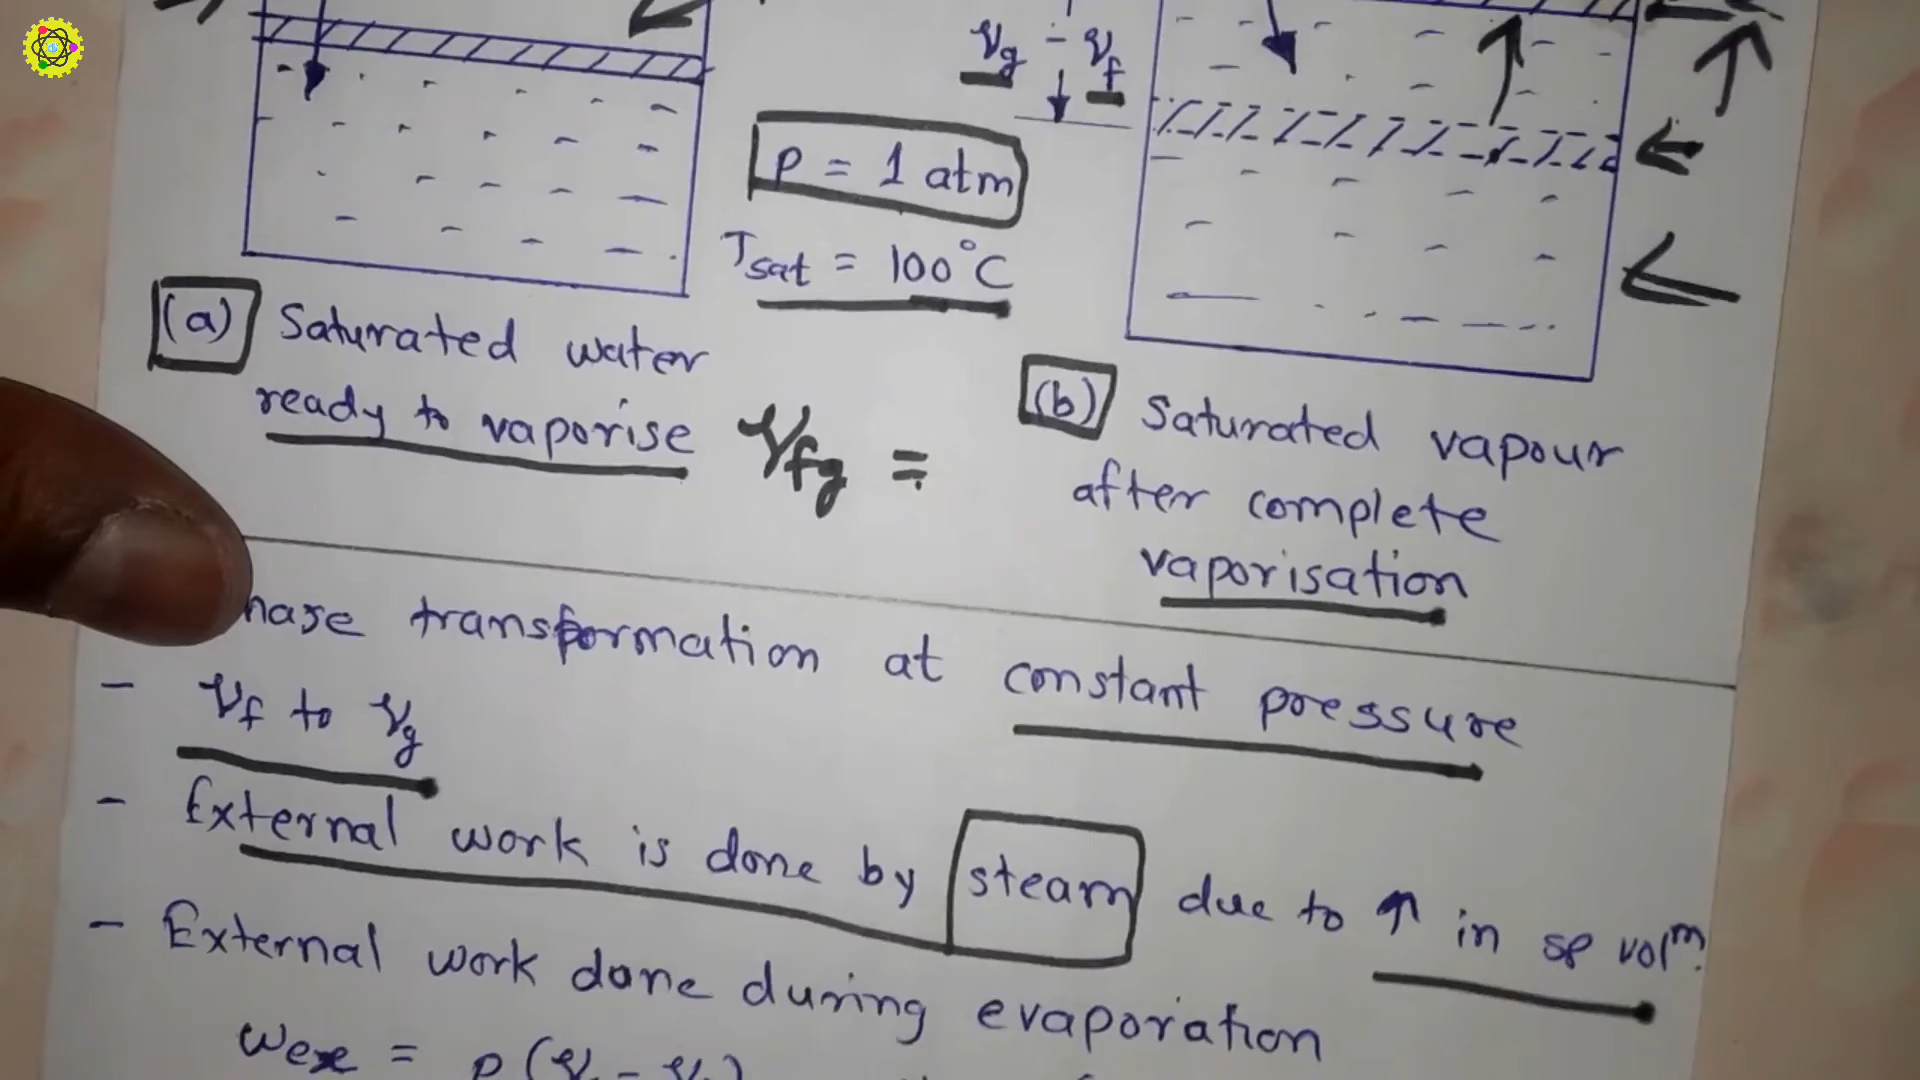 Vg - Vf
P = 1 atm
Tsat = 100°C
(a) Saturated water
ready to vaporise
Vfg =
(b) Saturated vapour
after complete
vaporisation
hase transformation at constant pressure
- Vf to Vg
- External work is done by steam due to ↑ in sp volm.
- External work done during evaporation
Wex = P(